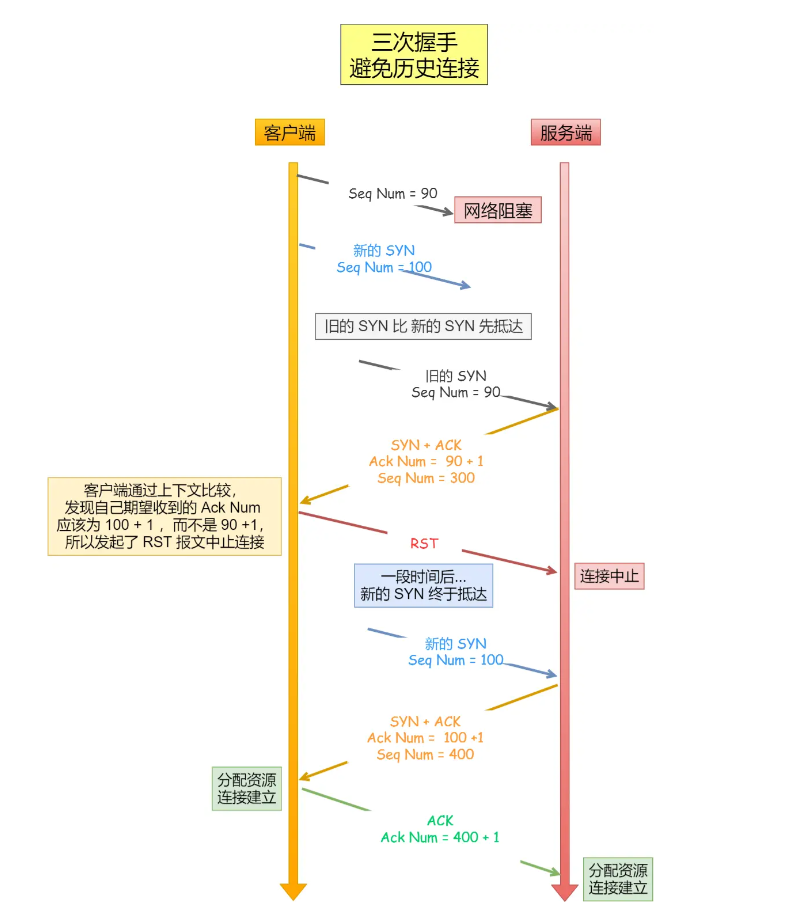 三次握手
避免历史连接
客户端
服务端
Seq Num = 90
网络阻塞
新的 SYN
Seq Num = 100
旧的 SYN 比 新的 SYN 先抵达
旧的 SYN
Seq Num = 90
SYN + ACK
Ack Num = 90 + 1
Seq Num = 300
客户端通过上下文比较，
发现自己期望收到的 Ack Num
应该为 100 + 1 ，而不是 90 +1，
所以发起了 RST 报文中止连接
RST
连接中止
一段时间后...
新的 SYN 终于抵达
新的 SYN
Seq Num = 100
SYN + ACK
Ack Num = 100 +1
Seq Num = 400
分配资源
连接建立
ACK
Ack Num = 400 + 1
分配资源
连接建立